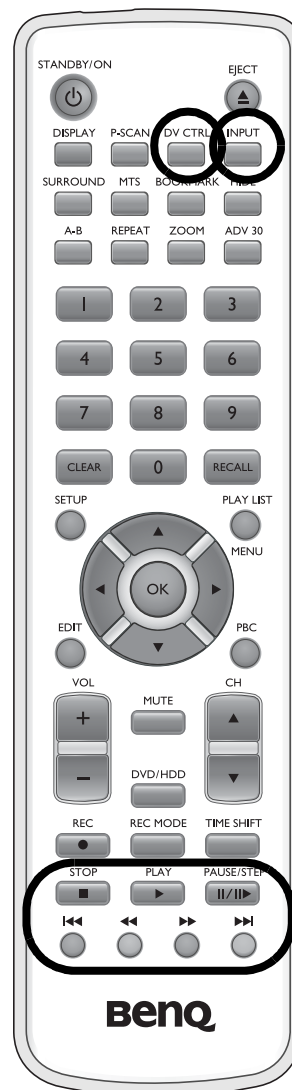 STANDBY/ON EJECT
DISPLAY P-SCAN DV CTRL INPUT
SURROUND MTS BOOKMARK HIDE
A-B REPEAT ZOOM ADV 30
1 2 3
4 5 6
7 8 9
CLEAR 0 RECALL
SETUP PLAY LIST
MENU
OK
EDIT PBC
VOL CH
MUTE
+
−
DVD/HDD
REC REC MODE TIME SHIFT
STOP PLAY PAUSE/STEP
BenQ